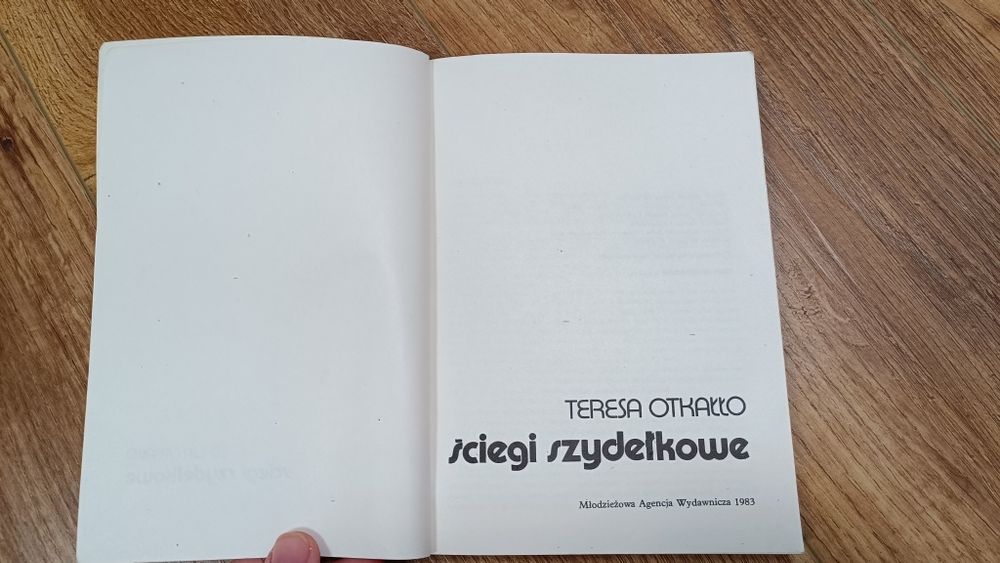 TERESA OTKAŁŁO
ściegi szydełkowe
Młodzieżowa Agencja Wydawnicza 1983